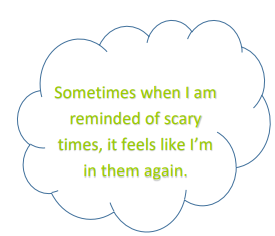 Sometimes when I am
reminded of scary
times, it feels like I’m
in them again.